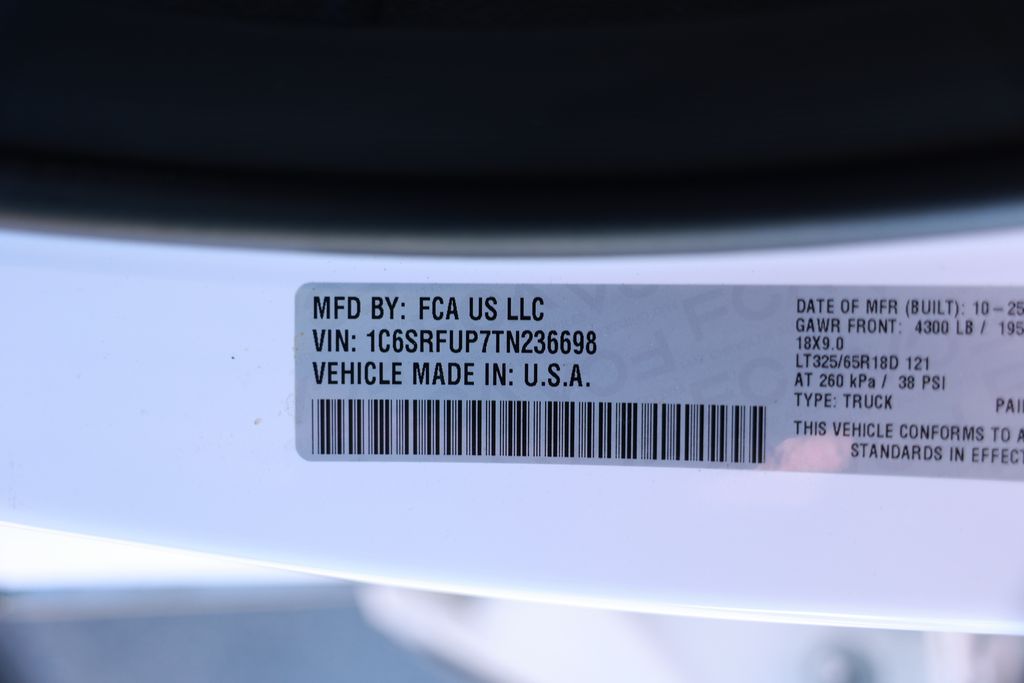 MFD BY: FCA US LLC
VIN: 1C6SRFUP7TN236698
VEHICLE MADE IN: U.S.A.
DATE OF MFR (BUILT): 10-25
GAWR FRONT: 4300 LB / 195
18X9.0
LT325/65R18D 121
AT 260 kPa / 38 PSI
TYPE: TRUCK PAI
THIS VEHICLE CONFORMS TO A
STANDARDS IN EFFECT